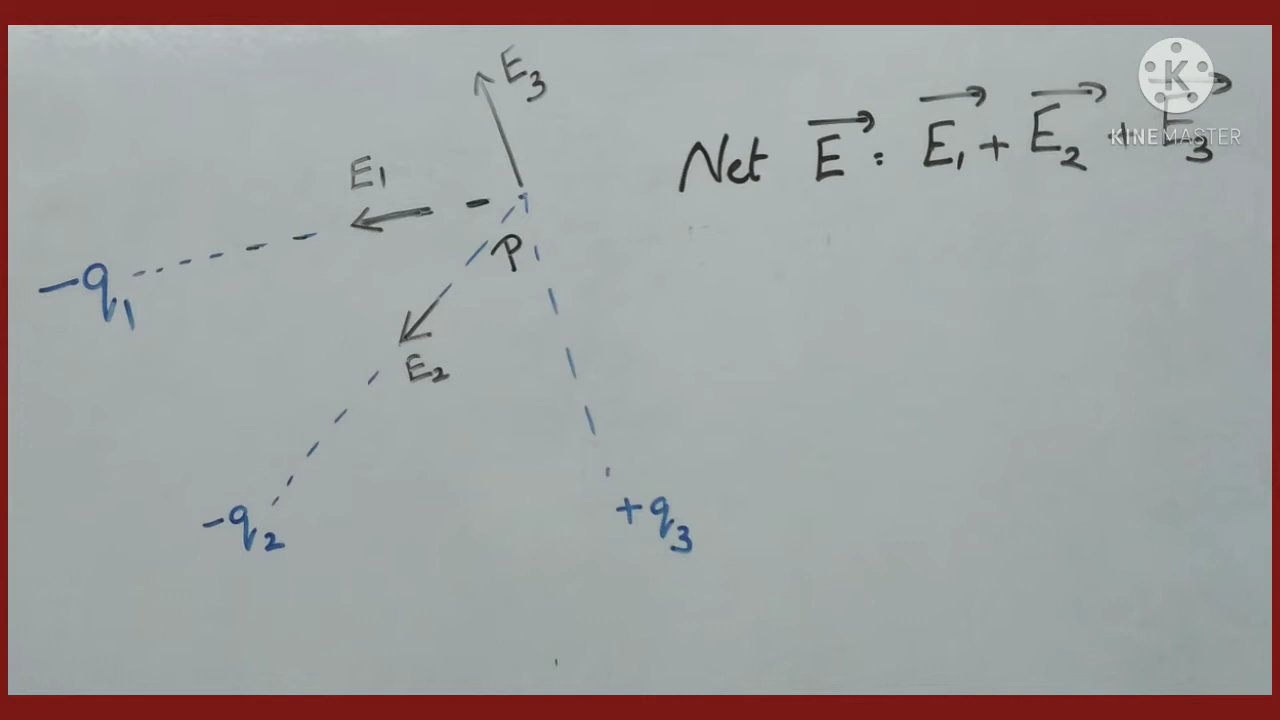 E3
Net E : E1 + E2 + E3
K
KINEMASTER
E1
P
-q1
E2
-q2
+q3